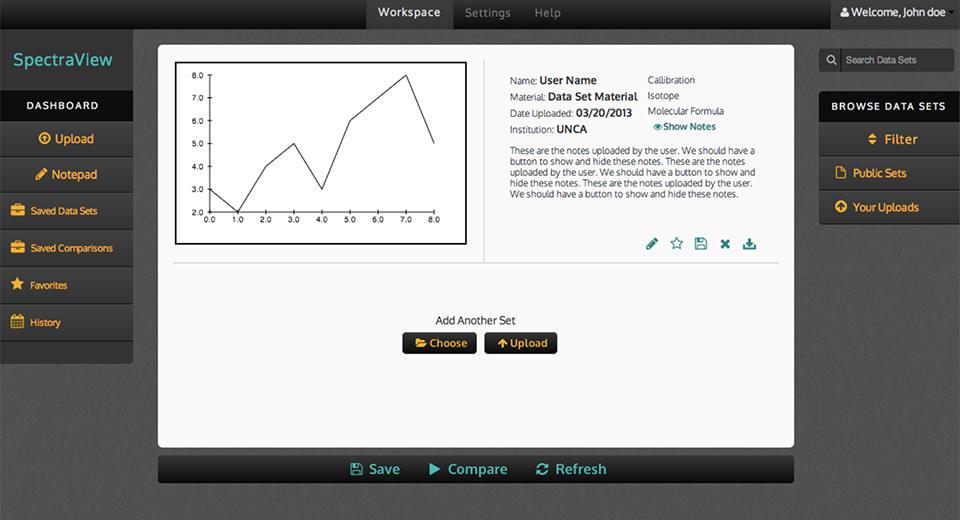 Workspace Settings Help
Welcome, John doe
SpectraView
DASHBOARD
Upload
Notepad
Saved Data Sets
Saved Comparisons
Favorites
History
8.0
7.0
6.0
5.0
4.0
3.0
2.0
0.0 1.0 2.0 3.0 4.0 5.0 6.0 7.0 8.0
Name: User Name
Material: Data Set Material
Date Uploaded: 03/20/2013
Institution: UNCA
Callibration
Isotope
Molecular Formula
Show Notes
These are the notes uploaded by the user. We should have a
button to show and hide these notes. These are the notes
uploaded by the user. We should have a button to show and
hide these notes. These are the notes uploaded by the user.
We should have a button to show and hide these notes.
Add Another Set
Choose Upload
Save Compare Refresh
Search Data Sets
BROWSE DATA SETS
Filter
Public Sets
Your Uploads